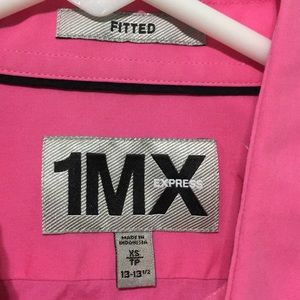 FITTED
1MX
EXPRESS
MADE IN
INDONESIA
XS
TP
13-13 1/2